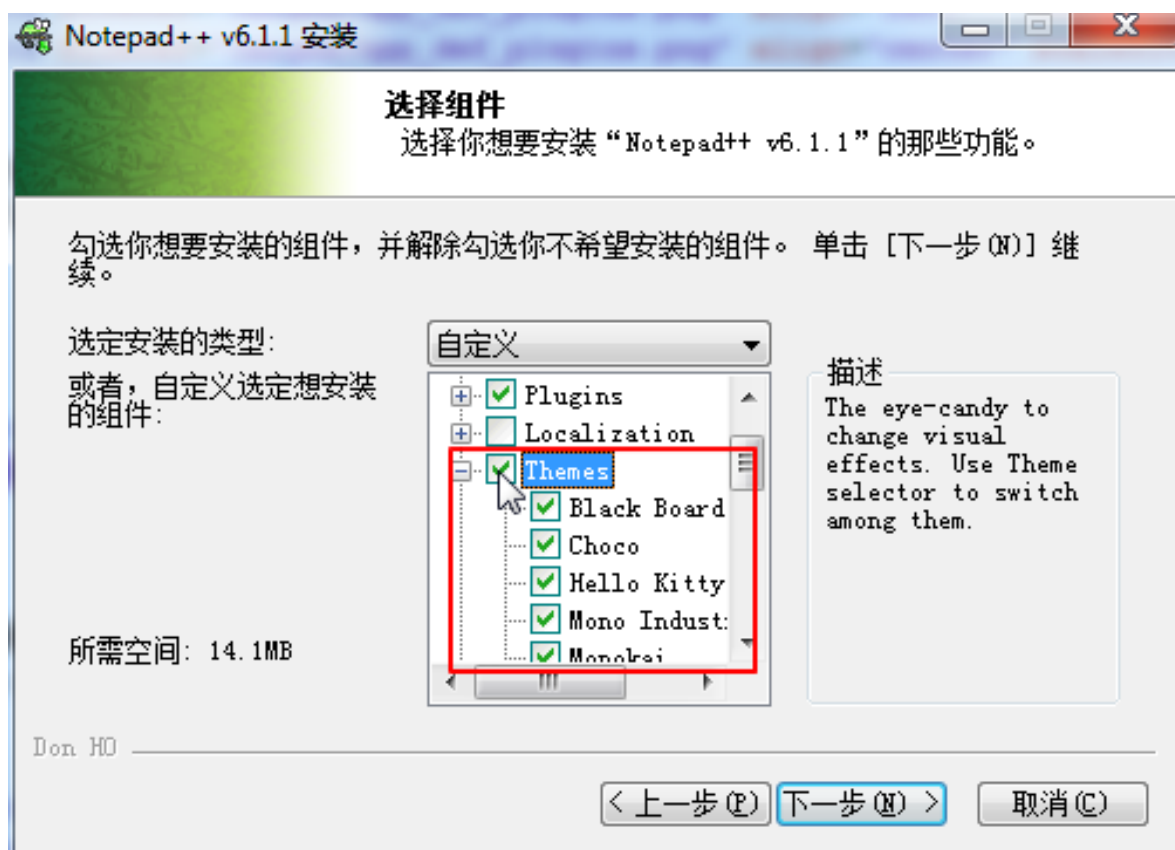 Notepad++ v6.1.1 安装
选择组件
选择你想要安装“Notepad++ v6.1.1”的那些功能。
勾选你想要安装的组件，并解除勾选你不希望安装的组件。 单击 [下一步(N)] 继
续。
选定安装的类型:
自定义
或者，自定义选定想安装
的组件:
Plugins
Localization
Themes
Black Board
Choco
Hello Kitty
Mono Indust
Monokai
描述
The eye-candy to
change visual
effects. Use Theme
selector to switch
among them.
所需空间: 14.1MB
Don HO
< 上一步(P)
下一步(N) >
取消(C)